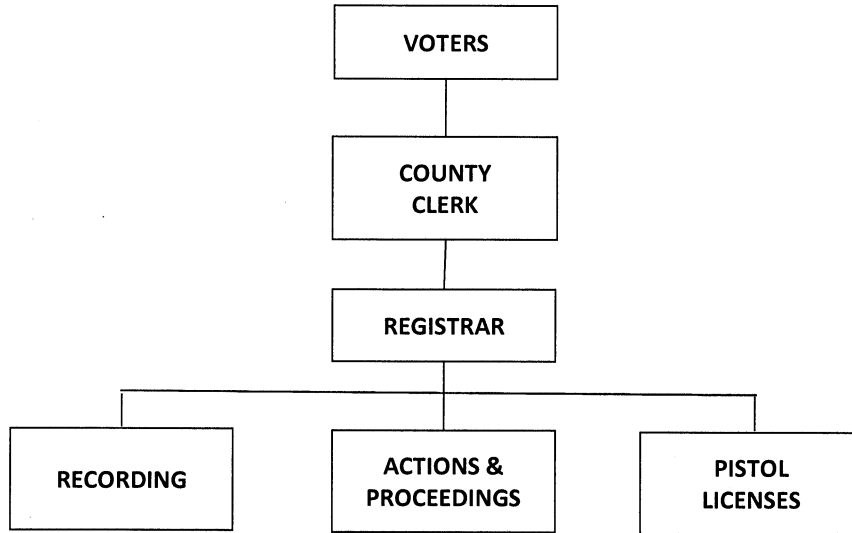 VOTERS
COUNTY
CLERK
REGISTRAR
RECORDING
ACTIONS &
PROCEEDINGS
PISTOL
LICENSES